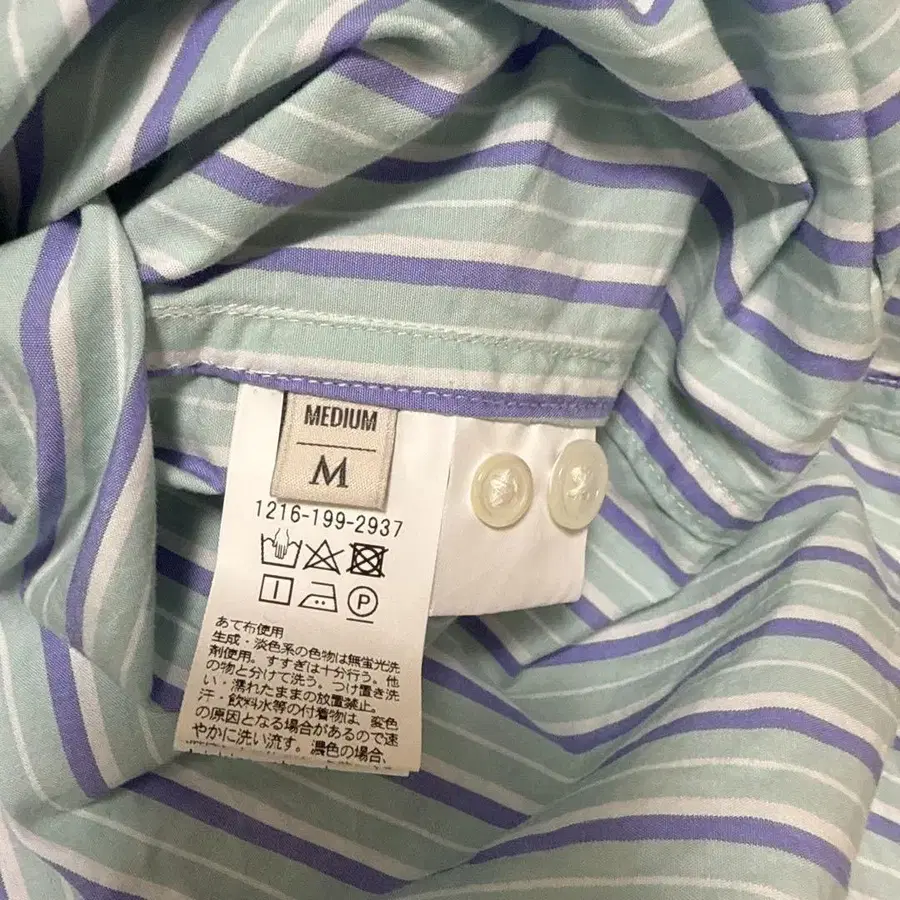 MEDIUM
M
1216-199-2937
P
あて布使用
生成・淡色系の色物は無蛍光洗
剤使用。すすぎは十分行う。他
の物と分けて洗う。つけ置き洗
い・濡れたままの放置禁止。
汗・飲料水等の付着物は、変色
の原因となる場合があるので速
やかに洗い流す。濃色の場合、